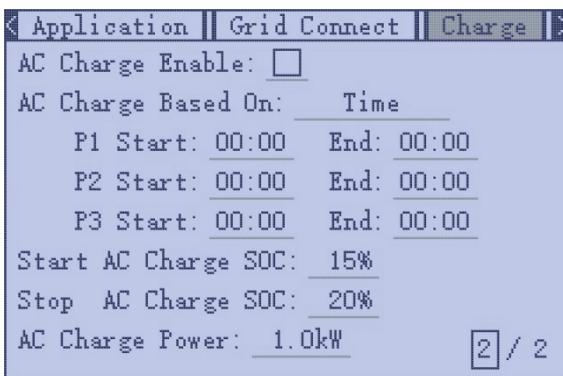 Application Grid Connect Charge
AC Charge Enable:
AC Charge Based On: Time
P1 Start: 00:00 End: 00:00
P2 Start: 00:00 End: 00:00
P3 Start: 00:00 End: 00:00
Start AC Charge SOC: 15%
Stop AC Charge SOC: 20%
AC Charge Power: 1.0kW
2 / 2